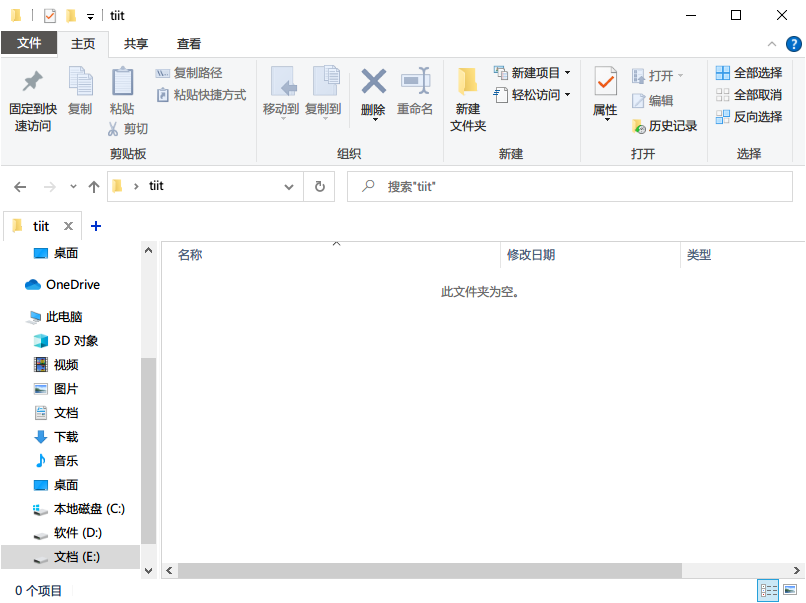 tiit
文件 主页 共享 查看
固定到快速访问 复制 粘贴 复制路径 粘贴快捷方式 剪切
移动到 复制到 删除 重命名
新建文件夹 新建项目 轻松访问
属性 打开 编辑 历史记录
全部选择 全部取消 反向选择
剪贴板 组织 新建 打开 选择
tiit 搜索"tiit"
tiit
名称 修改日期 类型
此文件夹为空。
桌面
OneDrive
此电脑
3D 对象
视频
图片
文档
下载
音乐
桌面
本地磁盘 (C:)
软件 (D:)
文档 (E:)
0 个项目